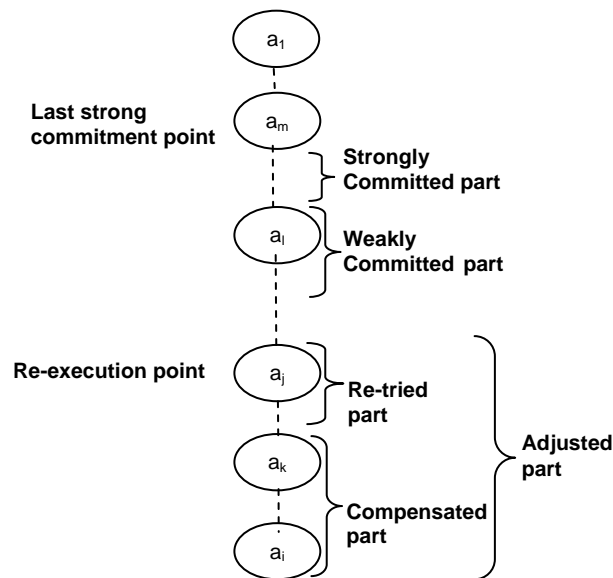 a1
Last strong
commitment point
am
Strongly
Committed part
al
Weakly
Committed part
Re-execution point
aj
Re-tried
part
Adjusted
part
ak
Compensated
part
ai